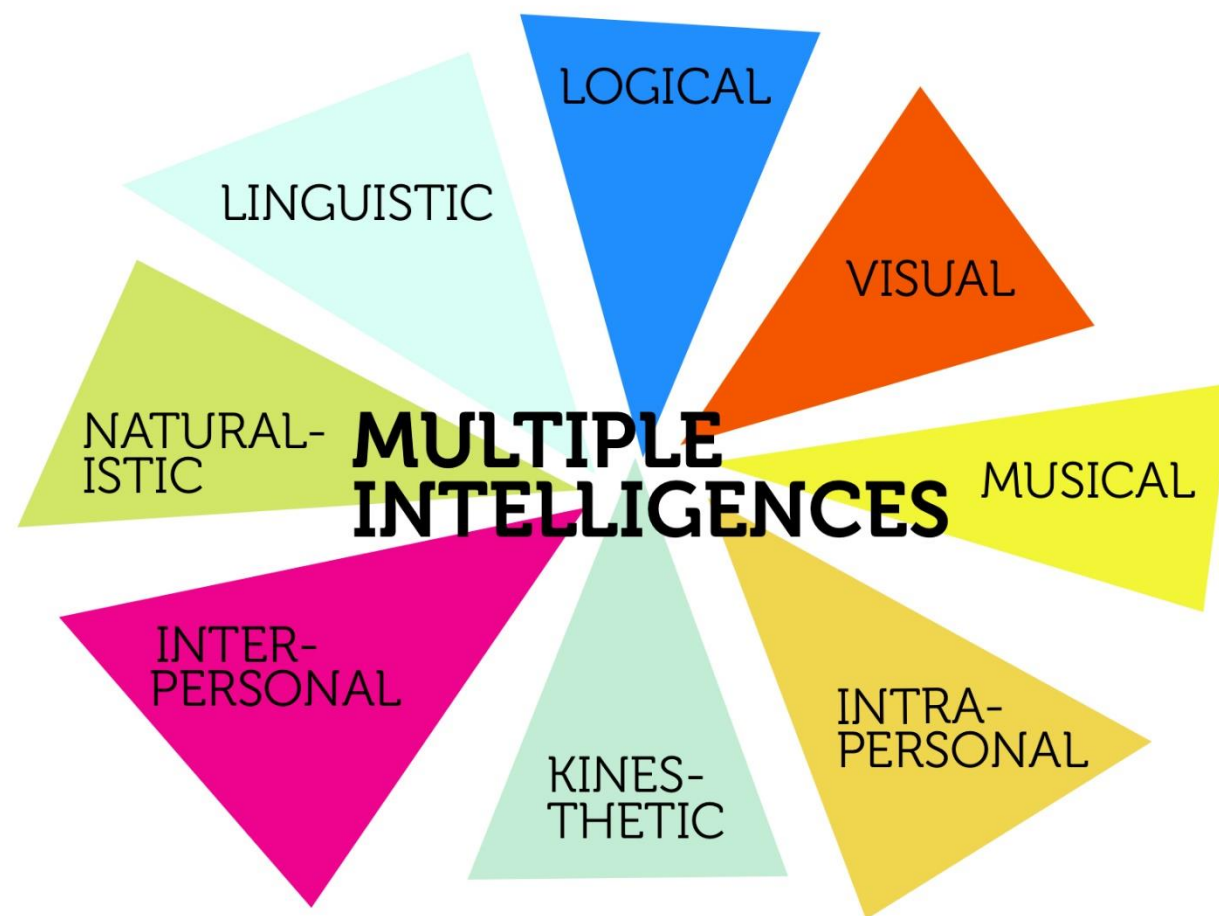 LOGICAL
LINGUISTIC
VISUAL
NATURAL-
ISTIC
MULTIPLE
INTELLIGENCES
MUSICAL
INTER-
PERSONAL
INTRA-
PERSONAL
KINES-
THETIC